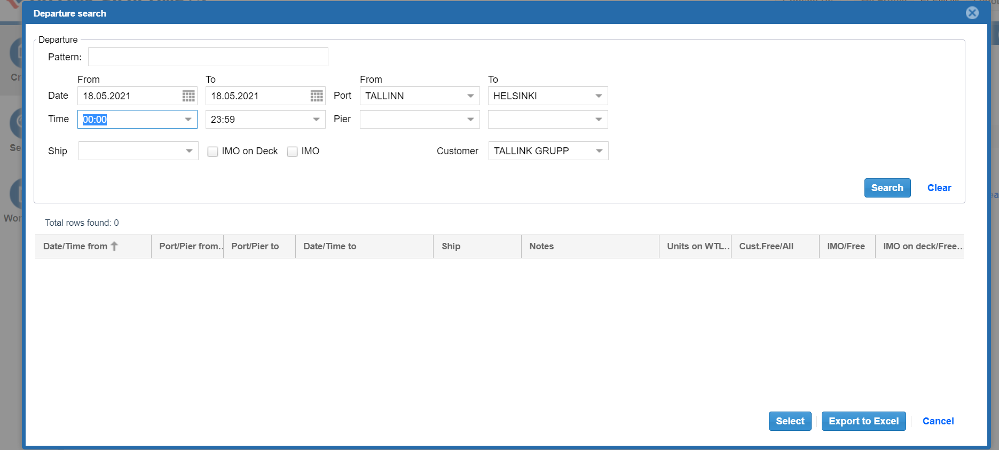 Departure search
Departure
Pattern:
From To From To
Date 18.05.2021 18.05.2021 Port TALLINN HELSINKI
Time 00:00 23:59 Pier
Ship IMO on Deck IMO Customer TALLINK GRUPP
Search Clear
Total rows found: 0
Date/Time from Port/Pier from.. Port/Pier to Date/Time to Ship Notes Units on WTL.. Cust.Free/All IMO/Free IMO on deck/Free..
Select Export to Excel Cancel
Cr
Se
Wor
ea